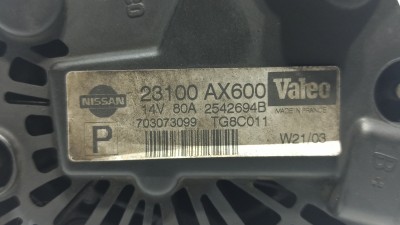 NISSAN
23100 AX600
14V 80A 2542694B
Valeo
MADE IN FRANCE
703073099 TG8C011
P
W21/03
B+